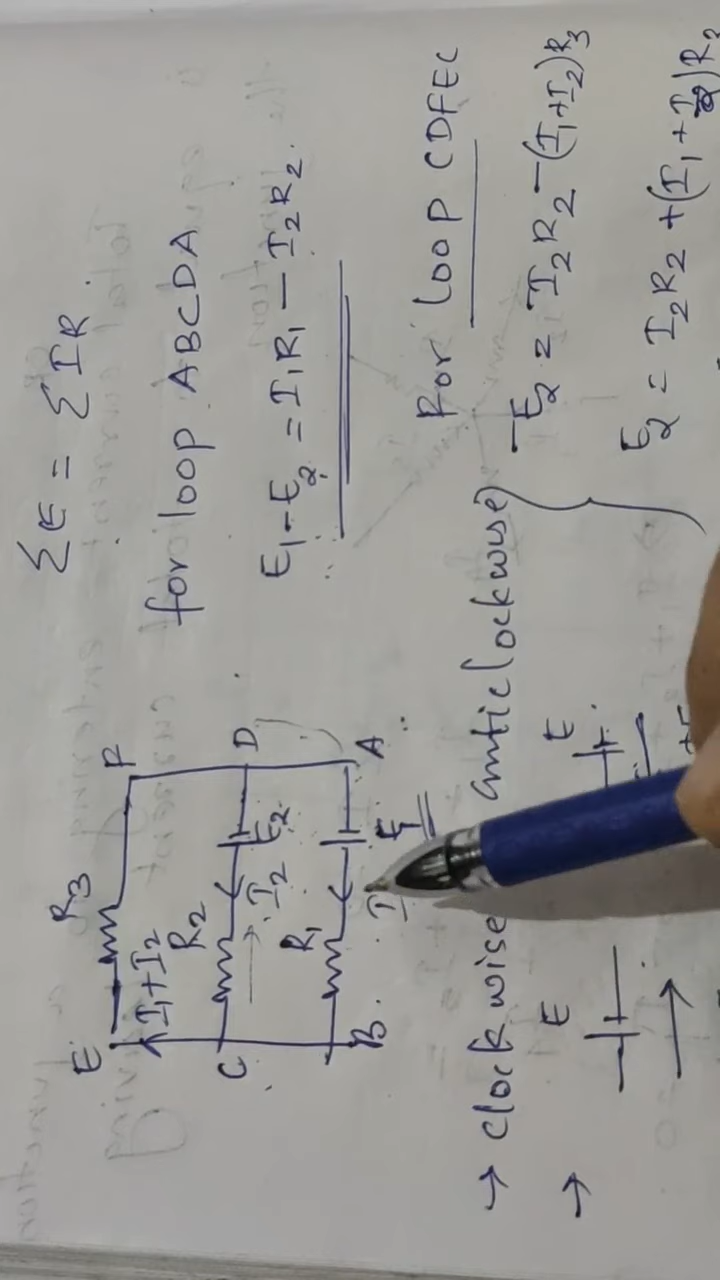 ΣE = ΣIR.
for loop ABCDA
E₁-E₂ = I₁R₁ - I₂R₂.
For loop CDFEC
-E₂ = -I₂R₂ -(I₁+I₂)R₃
E₂ = I₂R₂ +(I₁+I₂)R₃
E R₃ F
I₁+I₂
R₂
C E₂ D
I₂
R₁
B A
I E₁
→ Clockwise anticlockwise
→ E E